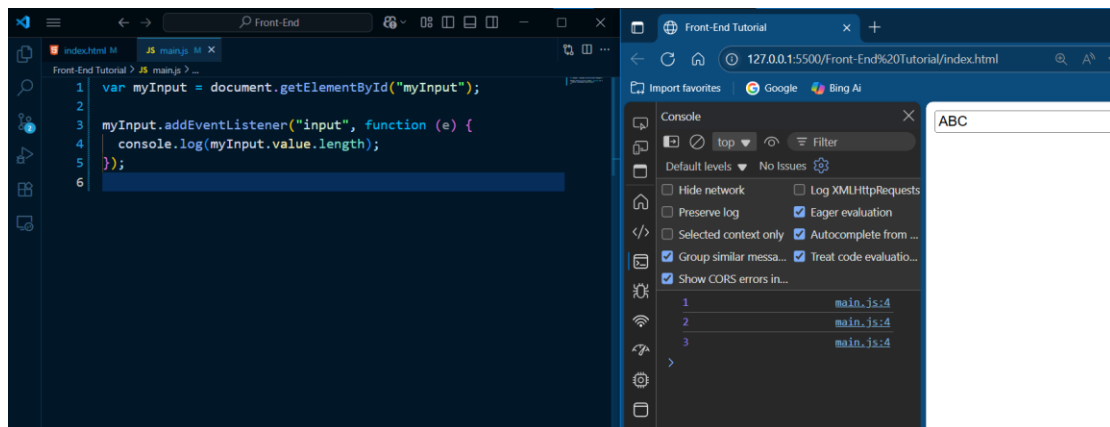 Front-End
index.html M
JS main.js M
Front-End Tutorial > JS main.js > ...
1 var myInput = document.getElementById("myInput");
2
3 myInput.addEventListener("input", function (e) {
4 console.log(myInput.value.length);
5 });
6
2
Front-End Tutorial
127.0.0.1:5500/Front-End%20Tutorial/index.html
Import favorites
Google
Bing Ai
Console
top
Filter
Default levels
No Issues
Hide network
Log XMLHttpRequests
Preserve log
Eager evaluation
Selected context only
Autocomplete from ...
Group similar messa...
Treat code evaluatio...
Show CORS errors in...
1 main.js:4
2 main.js:4
3 main.js:4
>
ABC